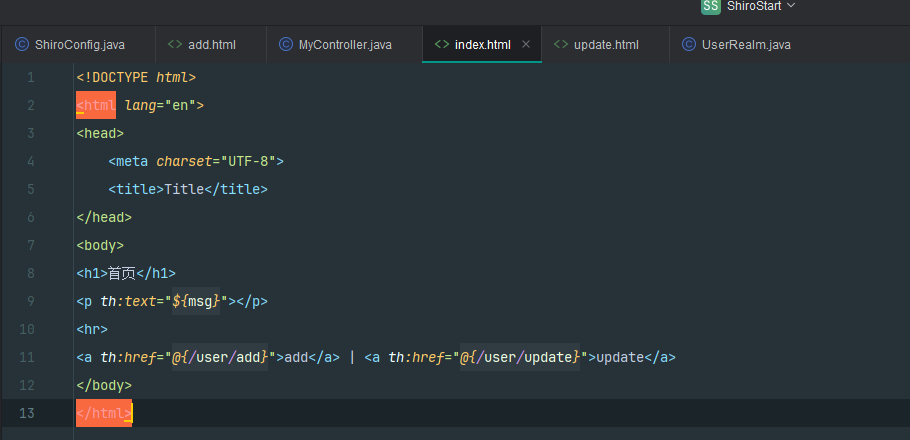 SS ShiroStart
ShiroConfig.java add.html MyController.java index.html update.html UserRealm.java
1 <!DOCTYPE html>
2 <html lang="en">
3 <head>
4     <meta charset="UTF-8">
5     <title>Title</title>
6 </head>
7 <body>
8 <h1>首页</h1>
9 <p th:text="${msg}"></p>
10 <hr>
11 <a th:href="@{/user/add}">add</a> | <a th:href="@{/user/update}">update</a>
12 </body>
13 </html>